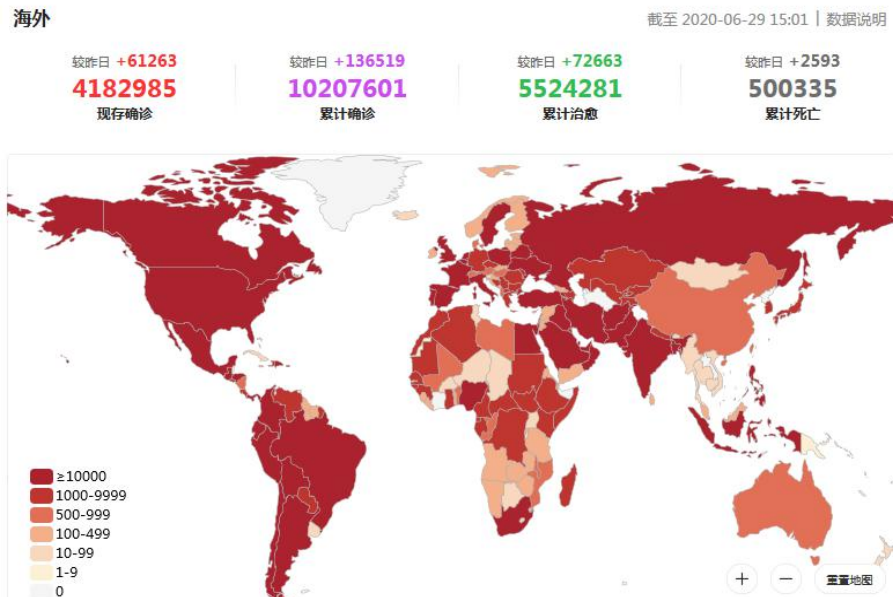 海外
截至 2020-06-29 15:01 | 数据说明
较昨日 +61263
4182985
现存确诊
较昨日 +136519
10207601
累计确诊
较昨日 +72663
5524281
累计治愈
较昨日 +2593
500335
累计死亡
≥10000
1000-9999
500-999
100-499
10-99
1-9
0
+
−
重置地图